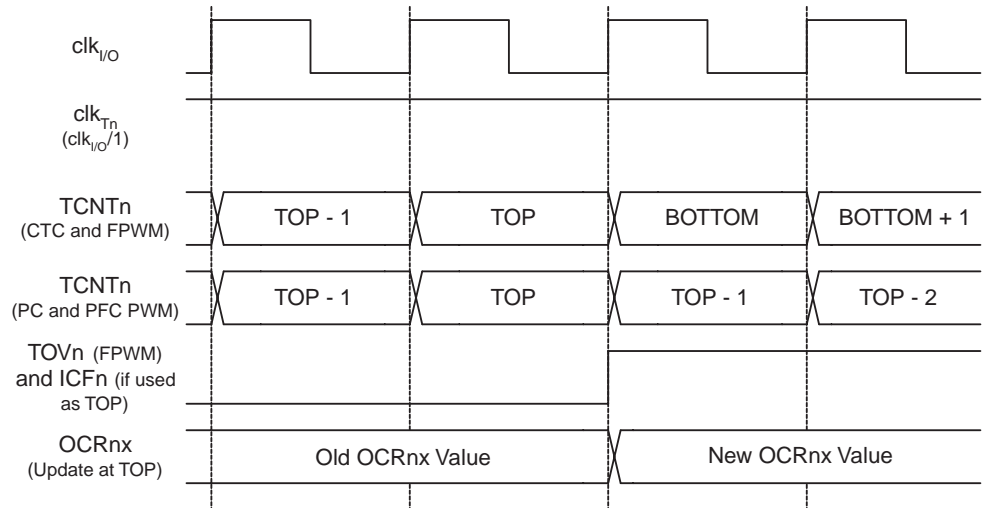 clkI/O
clkTn
(clkI/O/1)
TCNTn
(CTC and FPWM)
TOP - 1
TOP
BOTTOM
BOTTOM + 1
TCNTn
(PC and PFC PWM)
TOP - 1
TOP
TOP - 1
TOP - 2
TOVn (FPWM)
and ICFn (if used
as TOP)
OCRnx
(Update at TOP)
Old OCRnx Value
New OCRnx Value